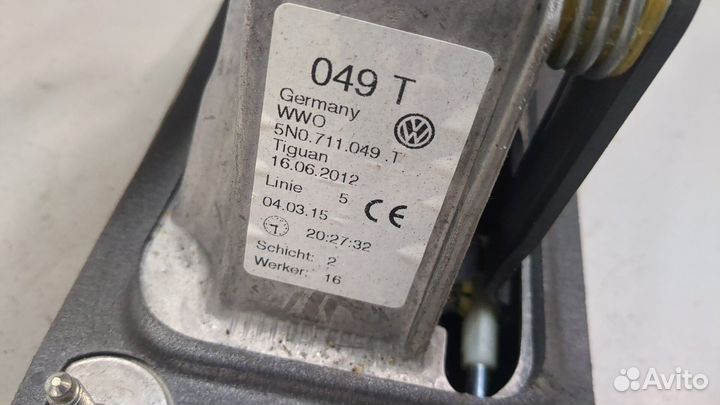 049 T
Germany
WWO
5N0.711.049 .T
Tiguan
16.06.2012
Linie 5
CE
04.03.15
20:27:32
Schicht: 2
Werker: 16
Avito